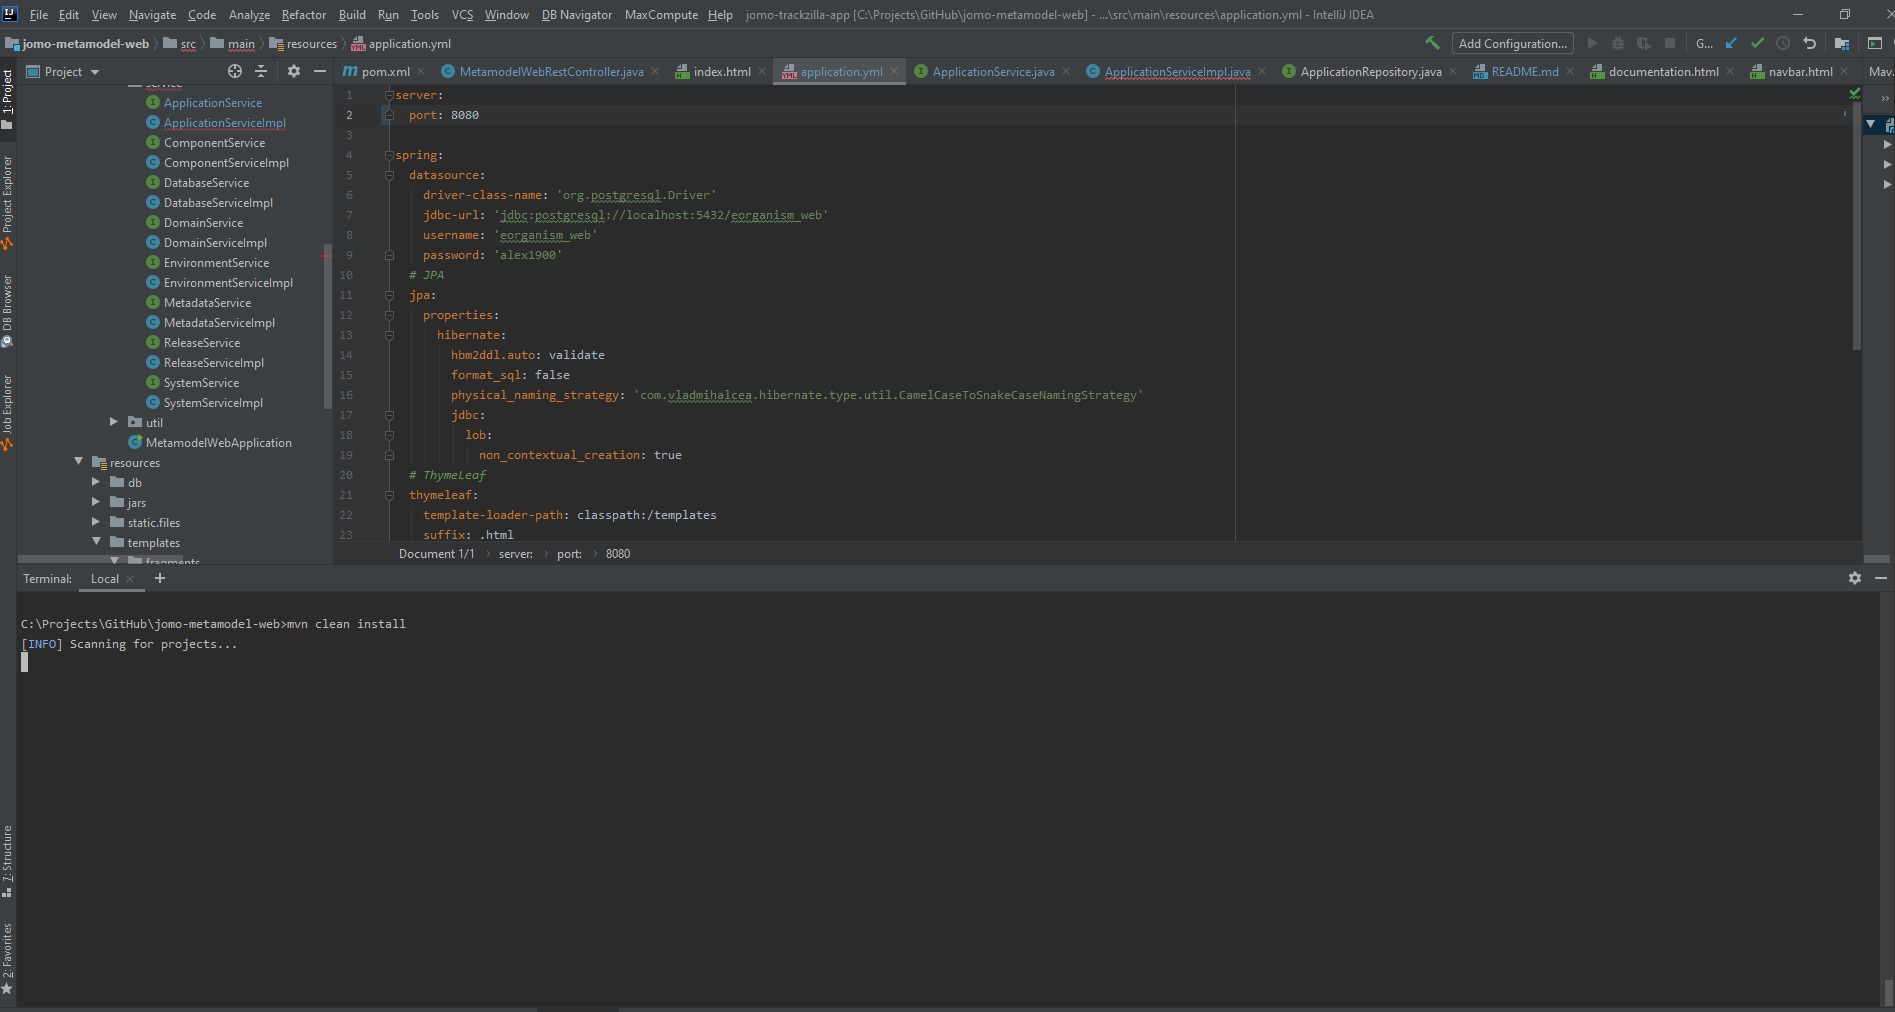 File Edit View Navigate Code Analyze Refactor Build Run Tools VCS Window DB Navigator MaxCompute Help jomo-trackzilla-app [C:\Projects\GitHub\jomo-metamodel-web] - ...\src\main\resources\application.yml - IntelliJ IDEA
jomo-metamodel-web src main resources application.yml Add Configuration... G...
Project pom.xml MetamodelWebRestController.java index.html application.yml ApplicationService.java ApplicationServiceImpl.java ApplicationRepository.java README.md documentation.html navbar.html Mav.
1: Project
Project Explorer
DB Browser
Job Explorer
7: Structure
2: Favorites
service
ApplicationService
ApplicationServiceImpl
ComponentService
ComponentServiceImpl
DatabaseService
DatabaseServiceImpl
DomainService
DomainServiceImpl
EnvironmentService
EnvironmentServiceImpl
MetadataService
MetadataServiceImpl
ReleaseService
ReleaseServiceImpl
SystemService
SystemServiceImpl
util
MetamodelWebApplication
resources
db
jars
static.files
templates
fragments
1 server:
2 port: 8080
3
4 spring:
5 datasource:
6 driver-class-name: 'org.postgresql.Driver'
7 jdbc-url: 'jdbc:postgresql://localhost:5432/eorganism_web'
8 username: 'eorganism_web'
9 password: 'alex1900'
10 # JPA
11 jpa:
12 properties:
13 hibernate:
14 hbm2ddl.auto: validate
15 format_sql: false
16 physical_naming_strategy: 'com.vladmihalcea.hibernate.type.util.CamelCaseToSnakeCaseNamingStrategy'
17 jdbc:
18 lob:
19 non_contextual_creation: true
20 # ThymeLeaf
21 thymeleaf:
22 template-loader-path: classpath:/templates
23 suffix: .html
Document 1/1 server: port: 8080
Terminal: Local
C:\Projects\GitHub\jomo-metamodel-web>mvn clean install
[INFO] Scanning for projects...